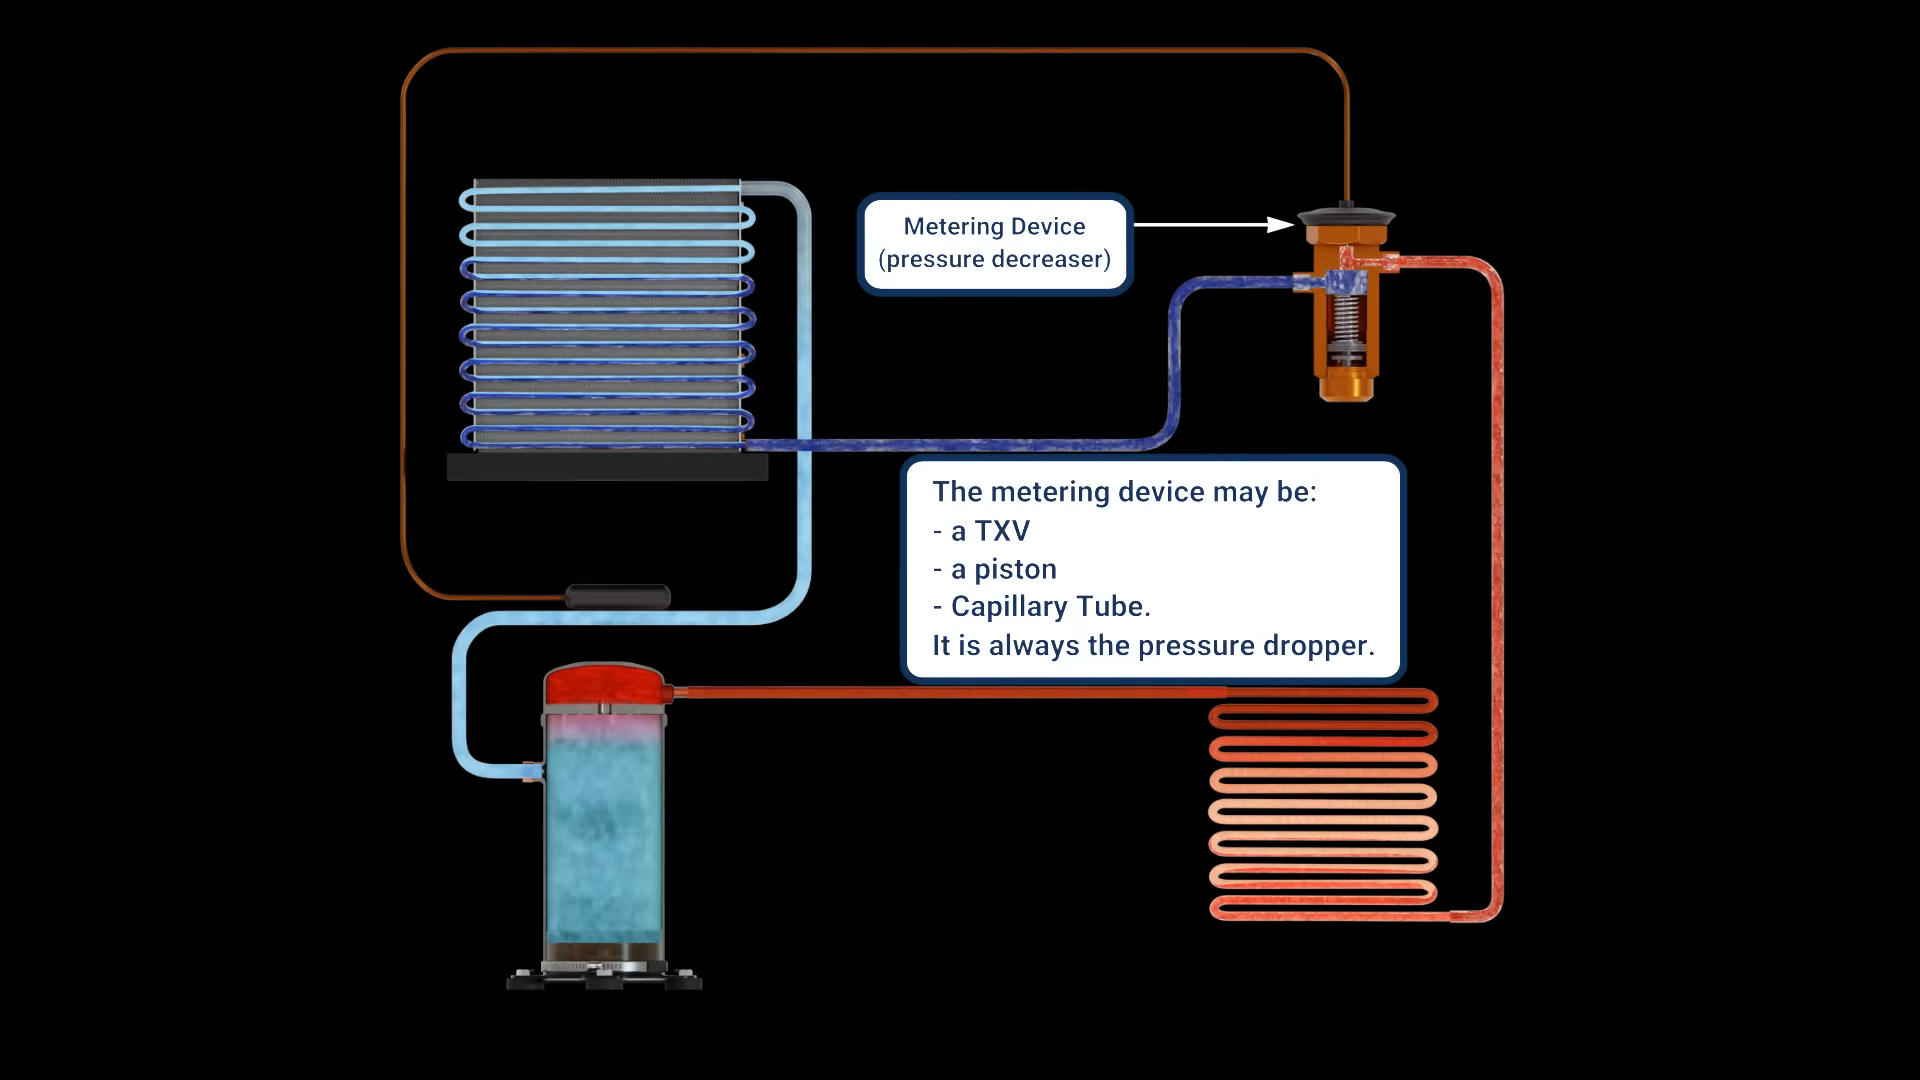 Metering Device
(pressure decreaser)
The metering device may be:
- a TXV
- a piston
- Capillary Tube.
It is always the pressure dropper.